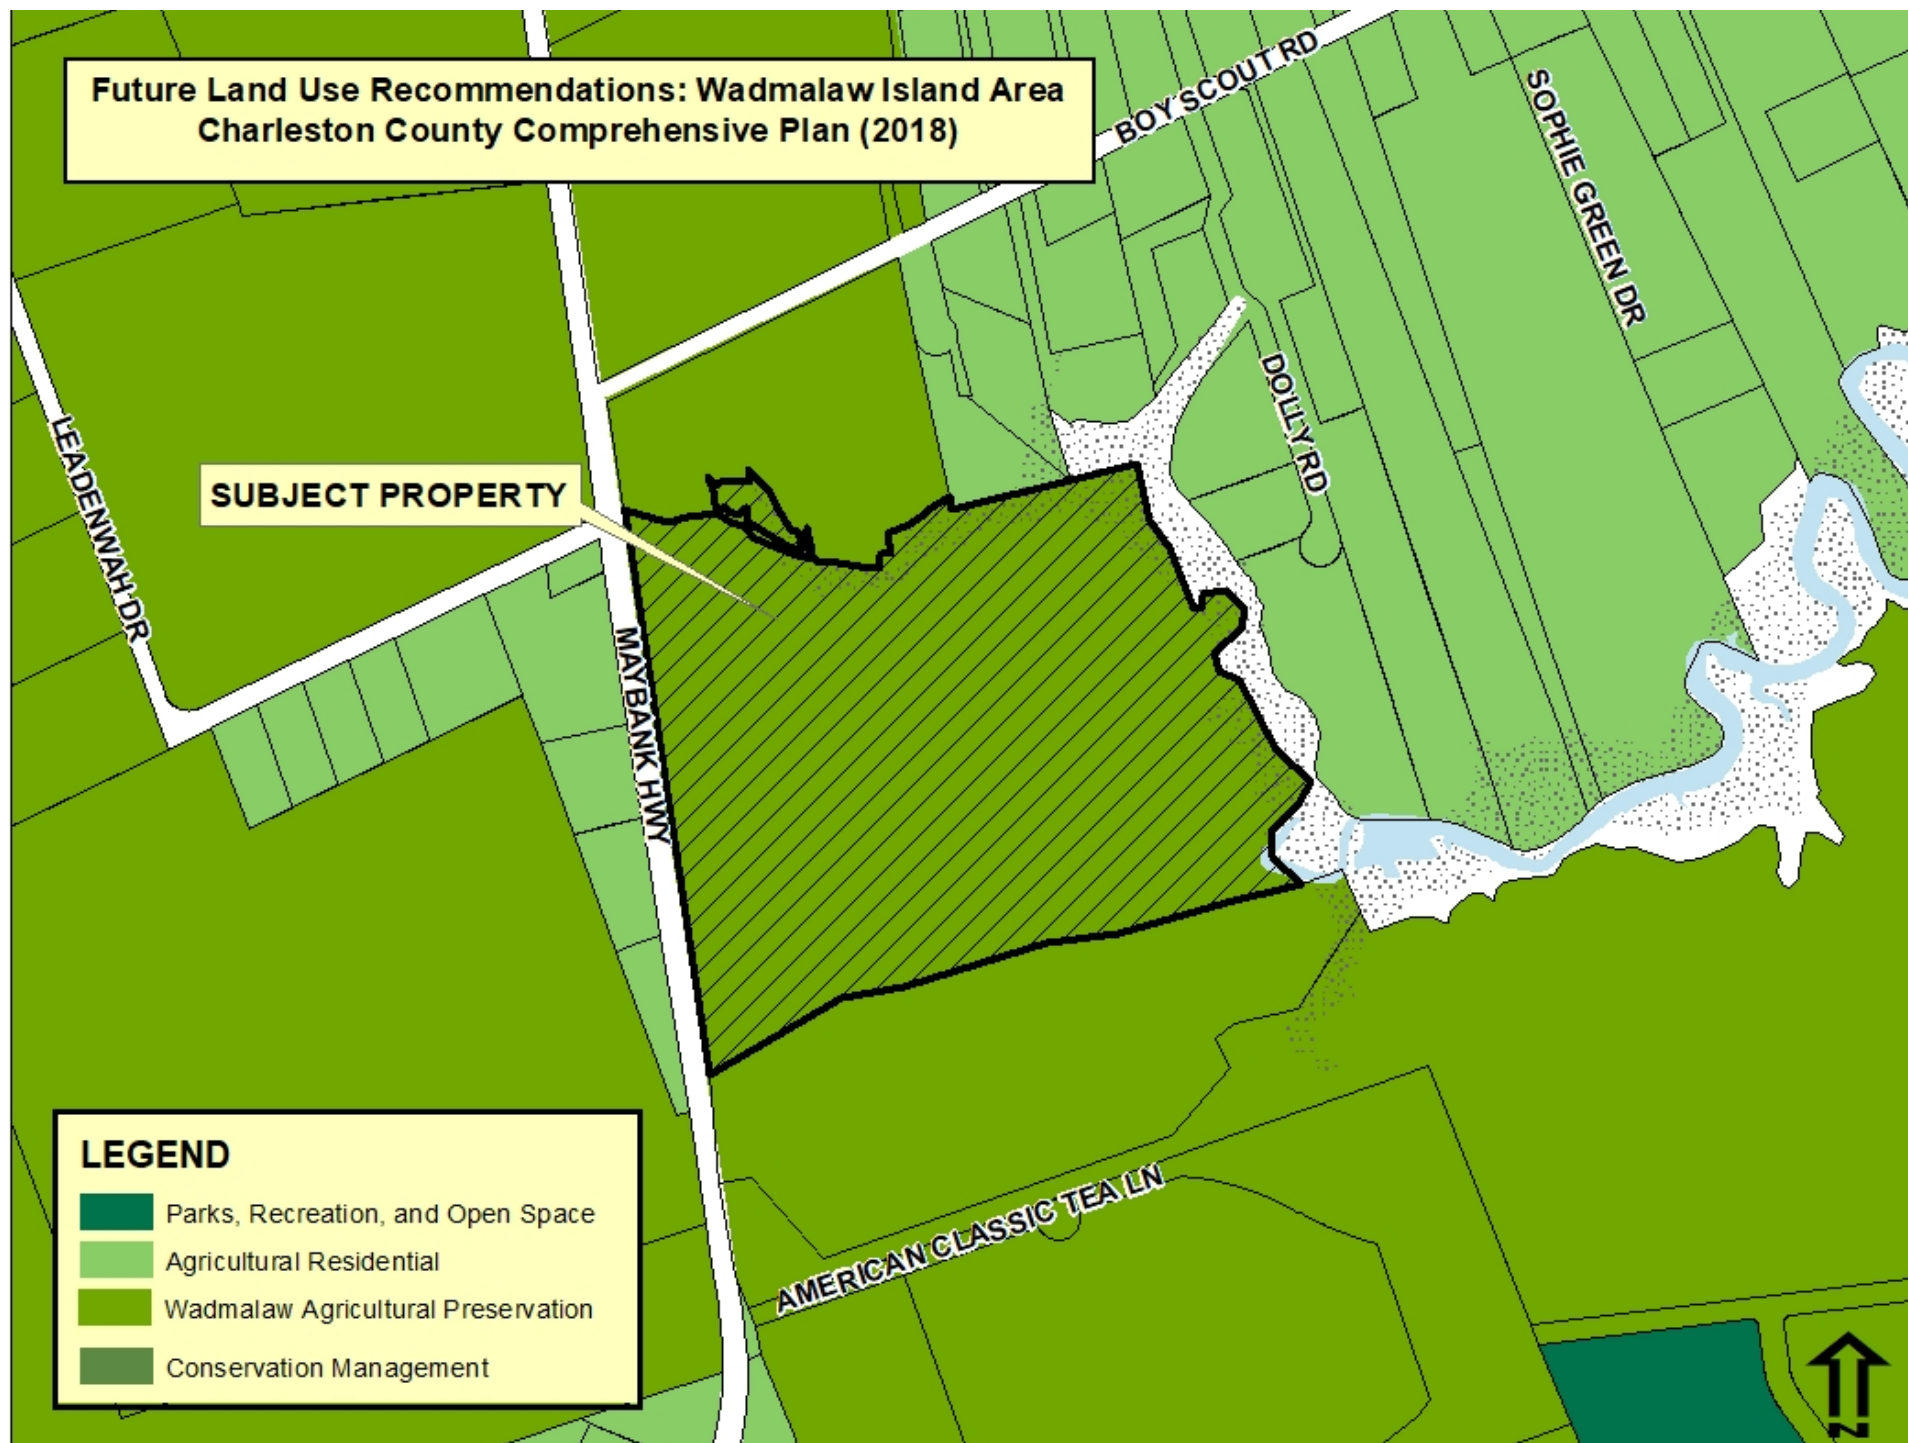 Future Land Use Recommendations: Wadmalaw Island Area
Charleston County Comprehensive Plan (2018)
BOY SCOUT RD
SOPHIE GREEN DR
DOLLY RD
LEADENWAH DR
SUBJECT PROPERTY
MAYBANK HWY
AMERICAN CLASSIC TEA LN
LEGEND
Parks, Recreation, and Open Space
Agricultural Residential
Wadmalaw Agricultural Preservation
Conservation Management
N